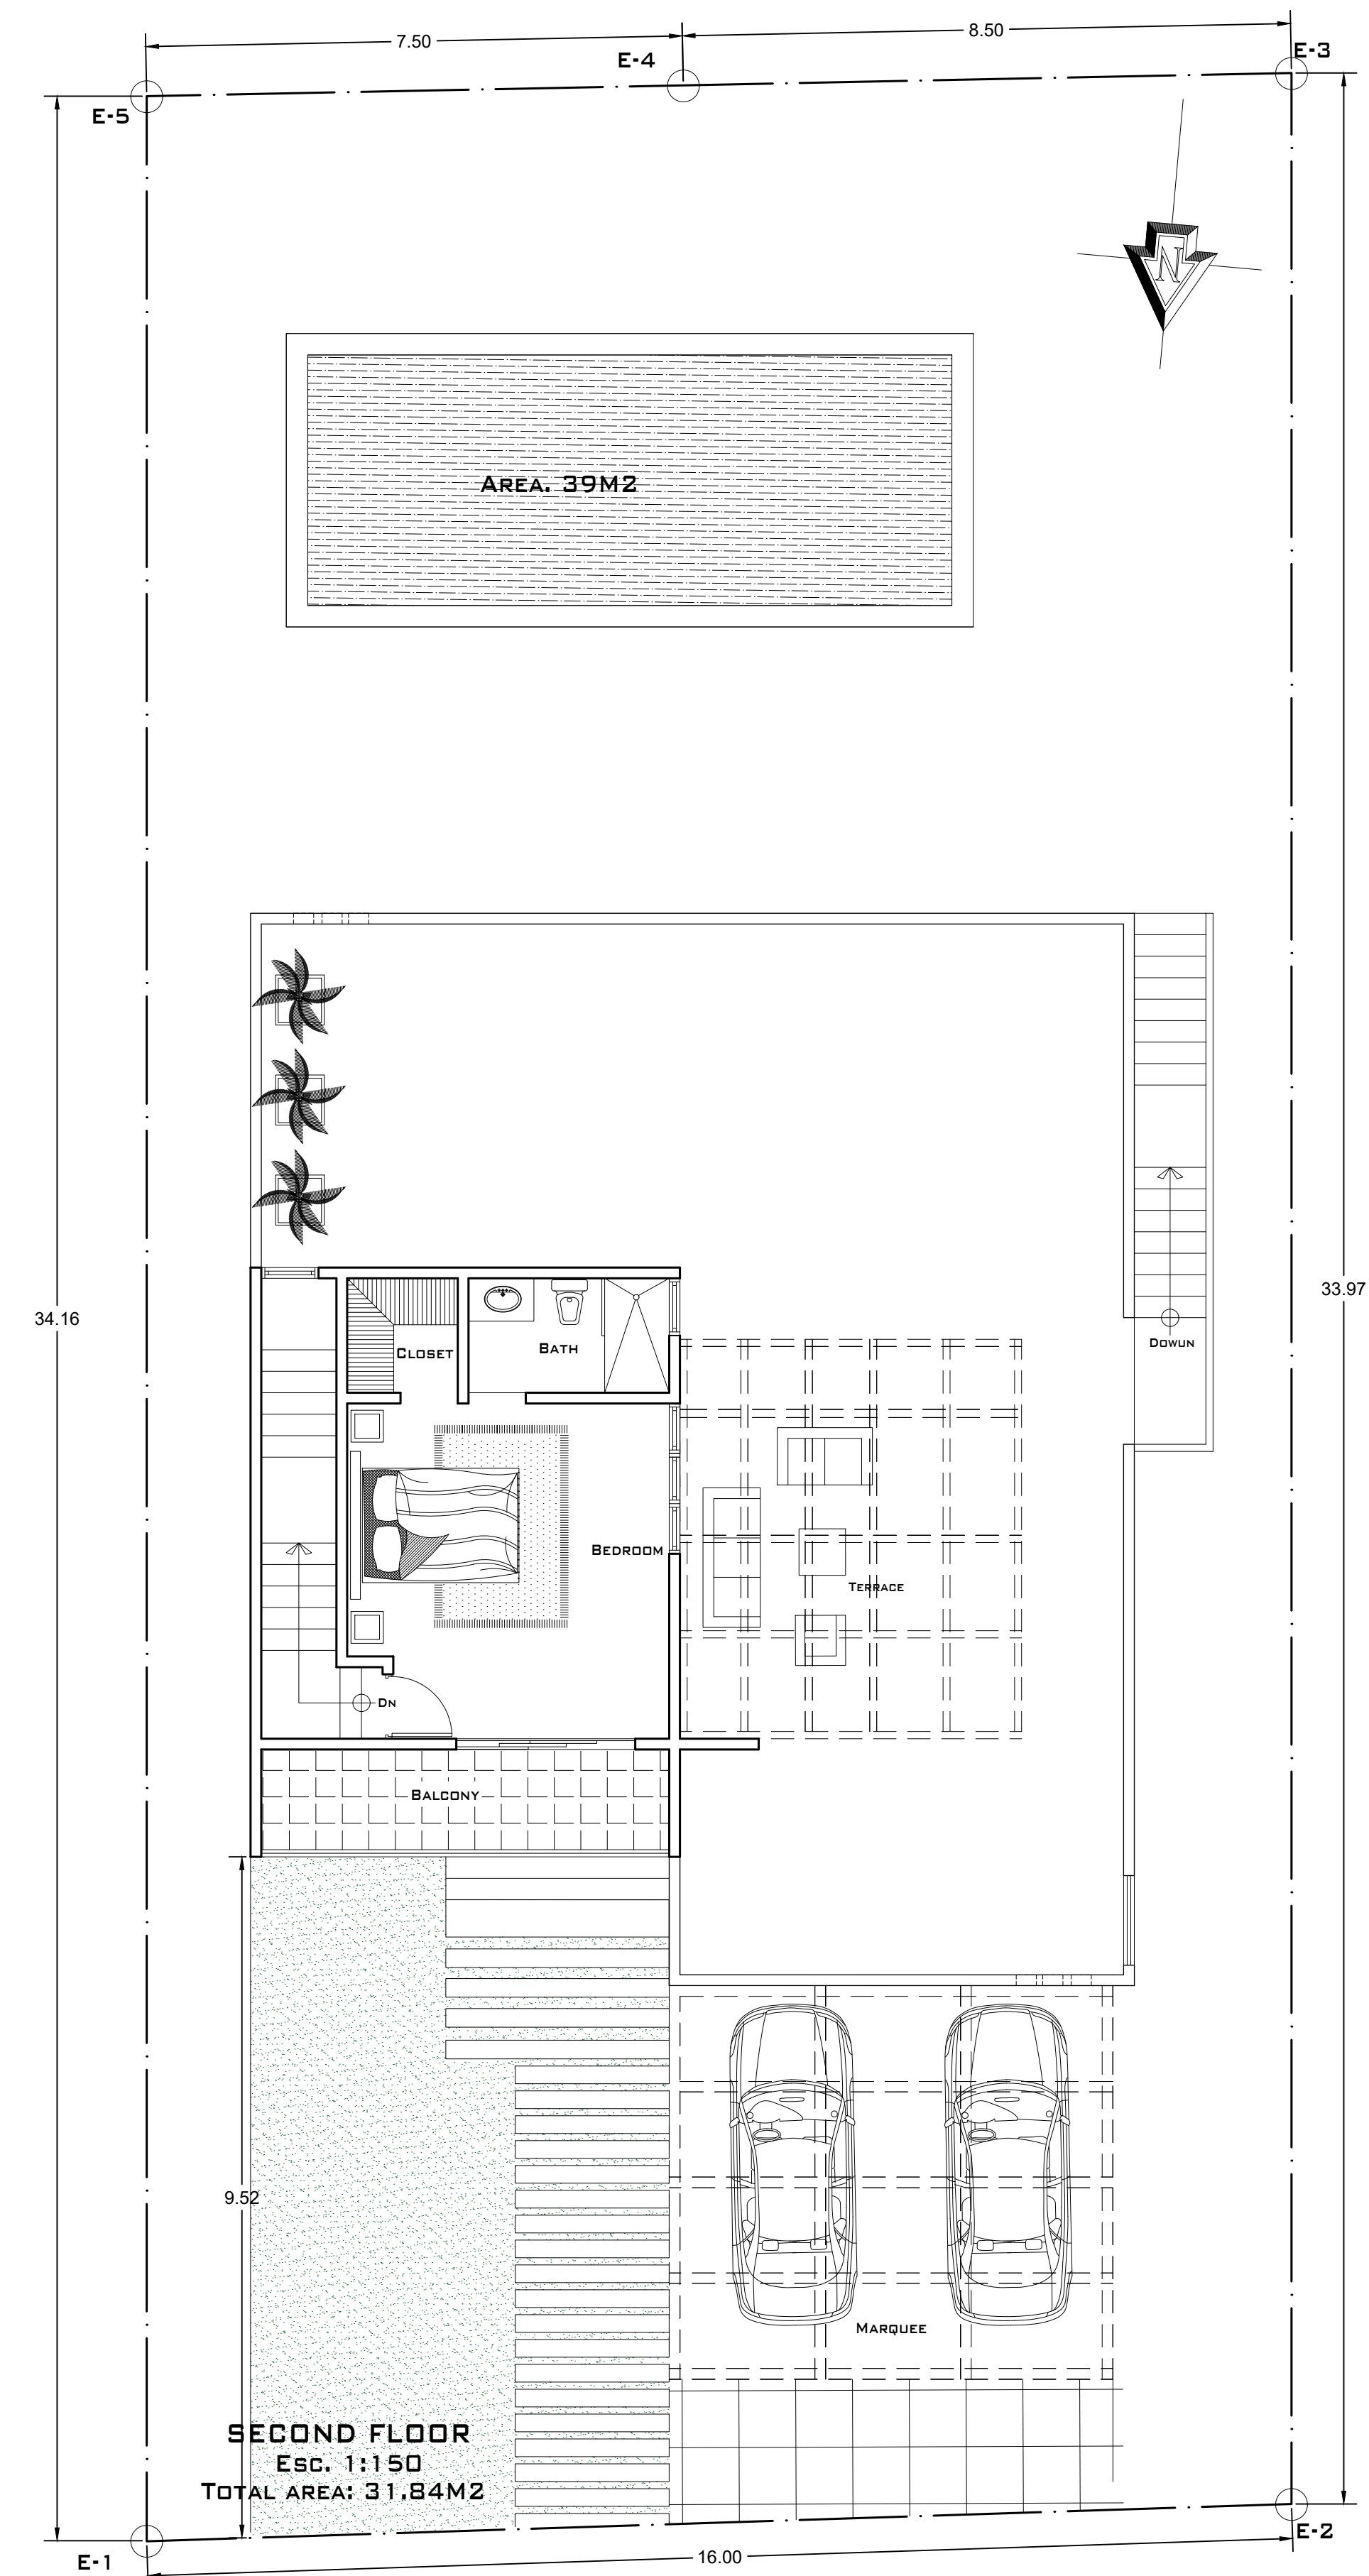 7.50
8.50
E-4
E-3
E-5
N
AREA. 39M2
34.16
33.97
DOWUN
CLOSET
BATH
BEDROOM
TERRACE
DN
BALCONY
9.52
MARQUEE
SECOND FLOOR
ESC. 1:150
TOTAL AREA: 31.84M2
E-2
16.00
E-1